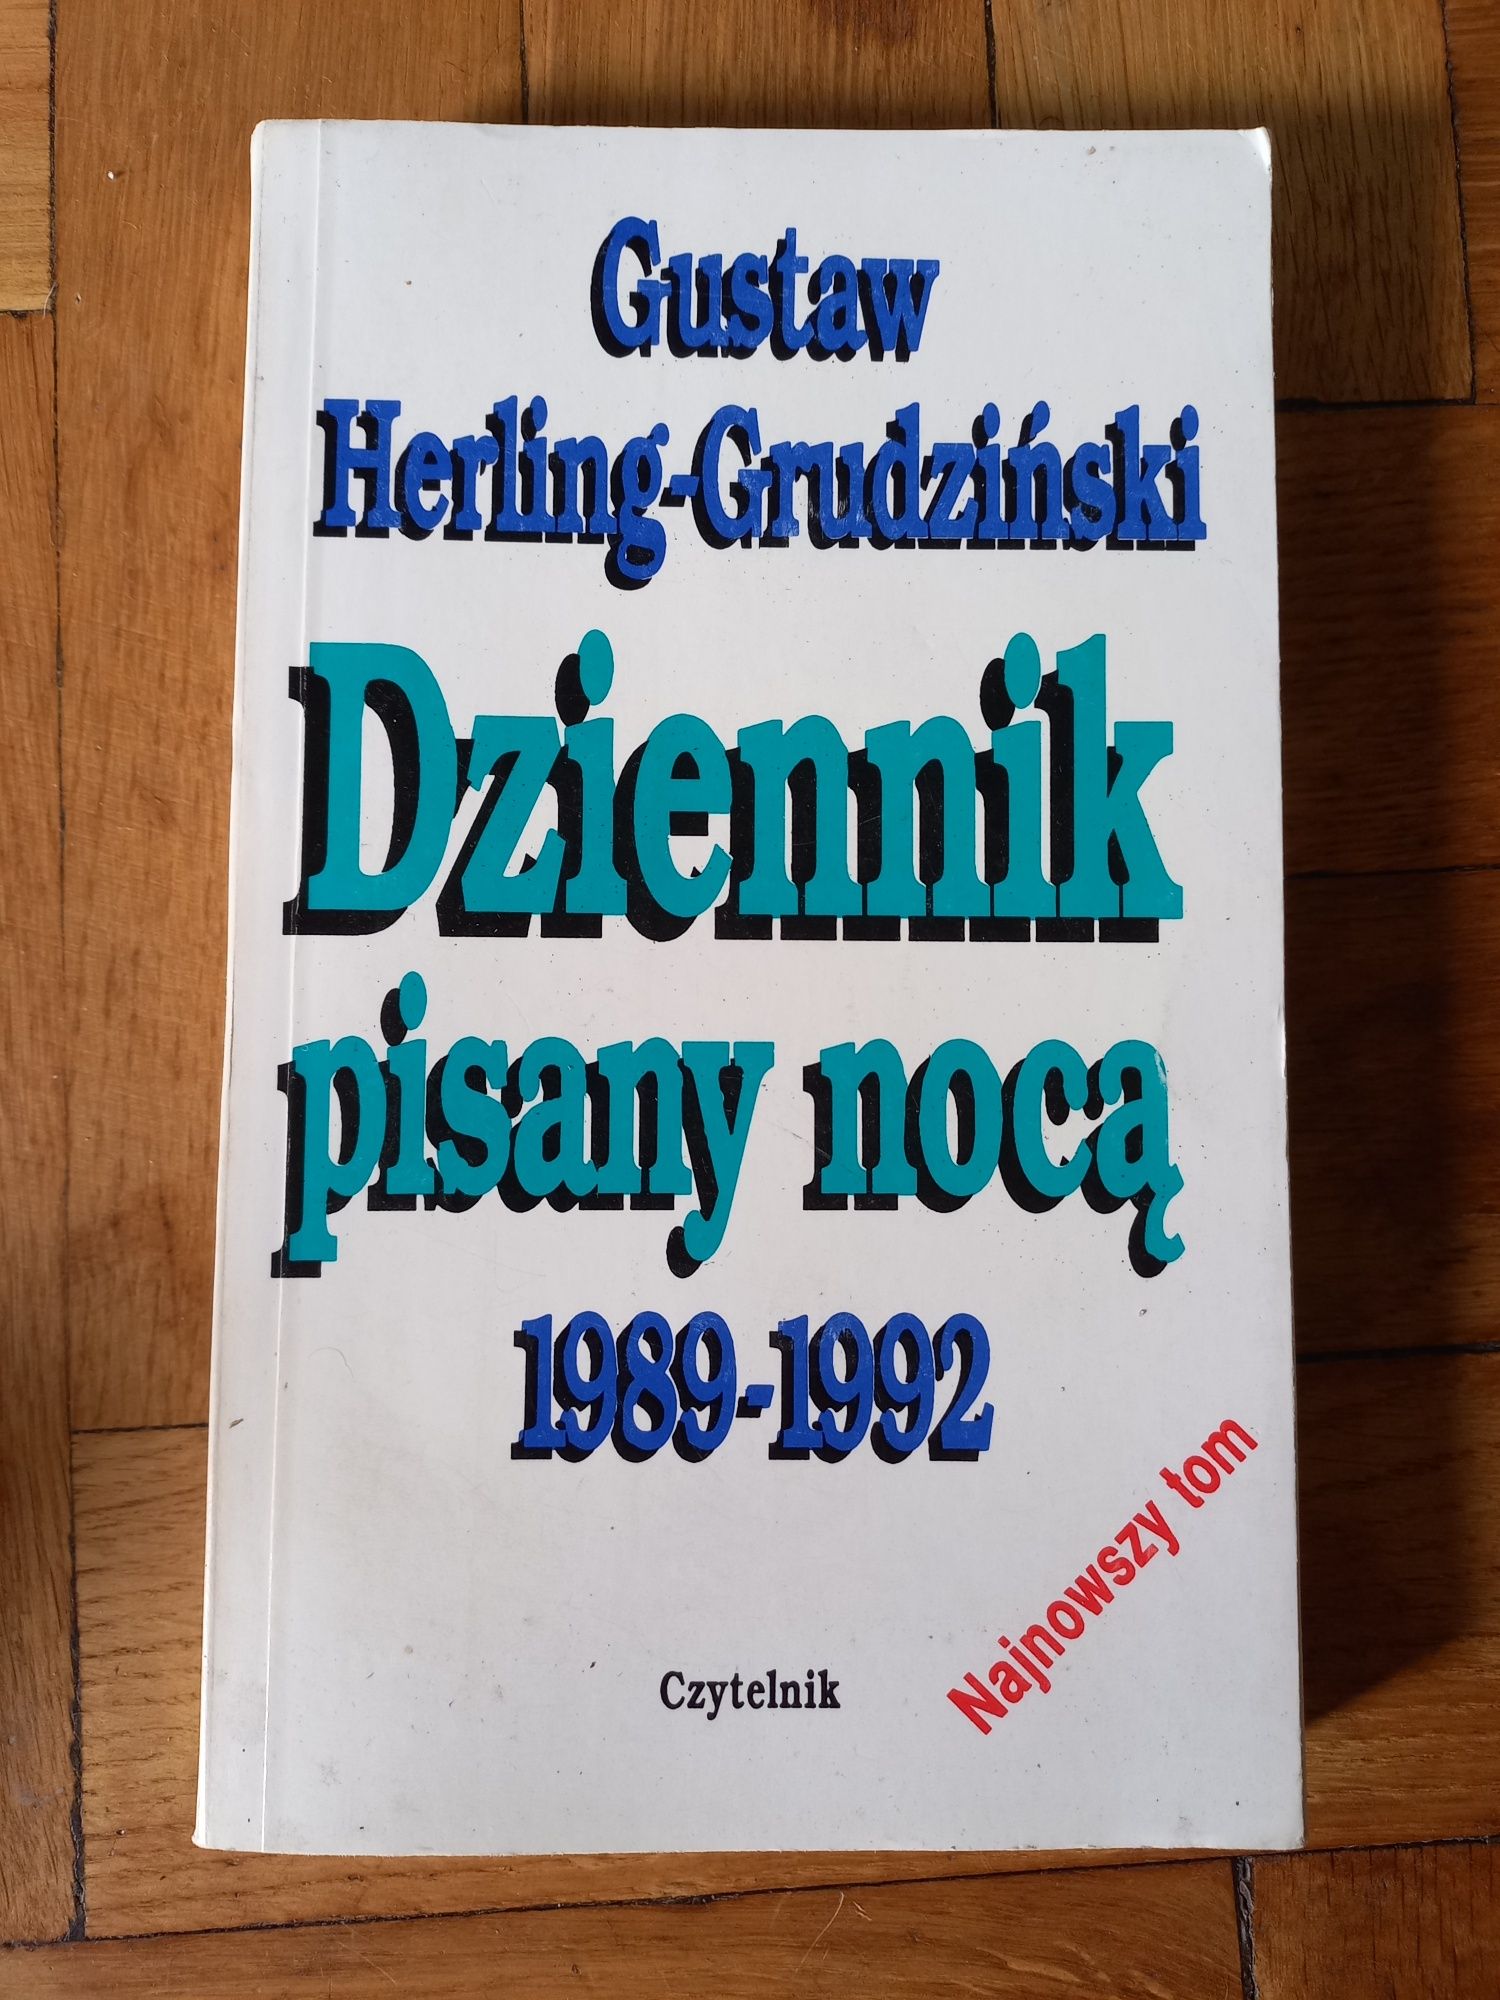 Gustaw
Herling-Grudziński
Dziennik
pisany nocą
1989-1992
Najnowszy tom
Czytelnik